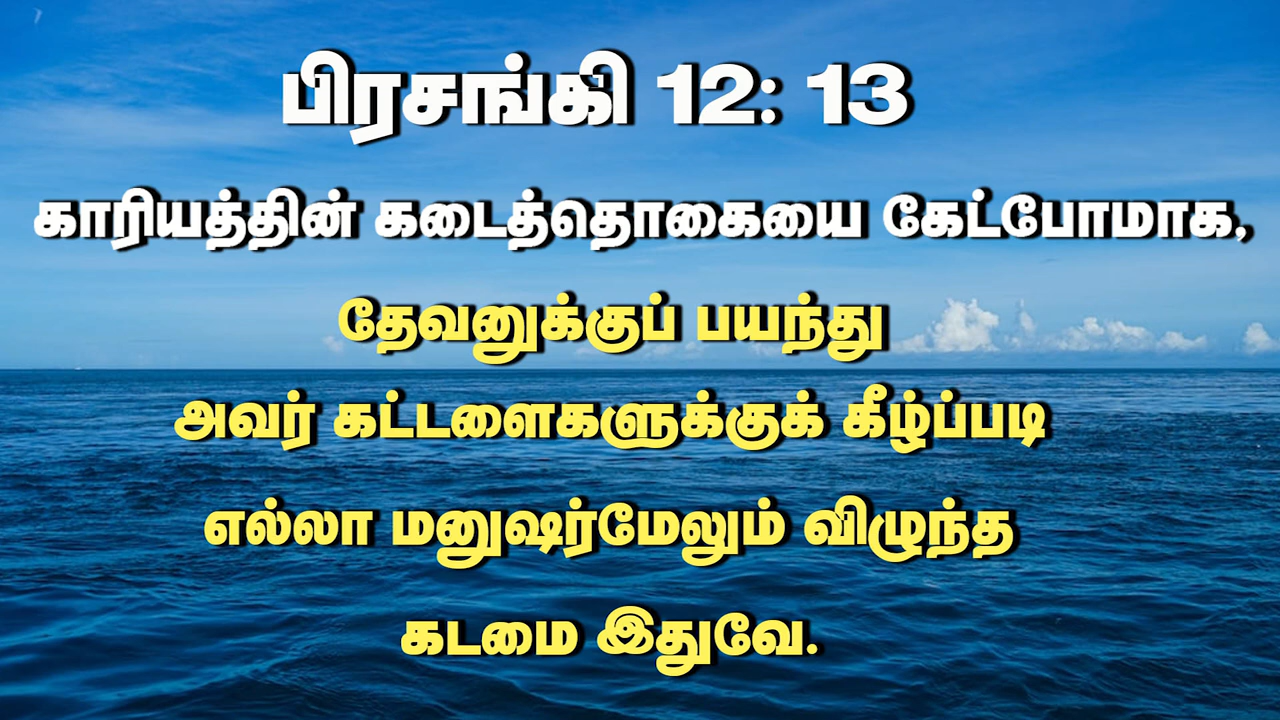 பிரசங்கி 12: 13
காரியத்தின் கடைத்தொகையை கேட்போமாக,
தேவனுக்குப் பயந்து
அவர் கட்டளைகளுக்குக் கீழ்ப்படி
எல்லா மனுஷர்மேலும் விழுந்த
கடமை இதுவே.